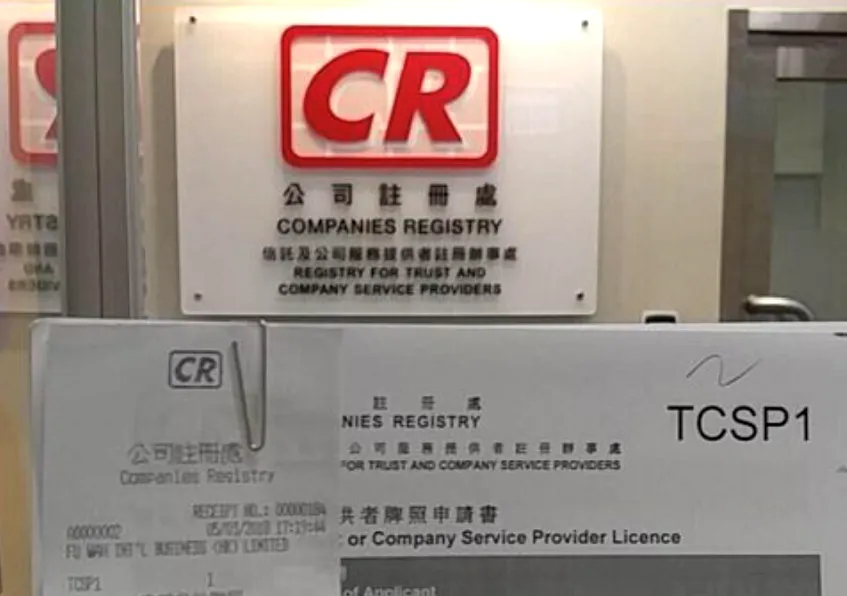 CR
公司註冊處
COMPANIES REGISTRY
信託及公司服務提供者註冊辦事處
REGISTRY FOR TRUST AND
COMPANY SERVICE PROVIDERS
CR
公司註冊處
Companies Registry
RECEIPT NO.: 00000184
00000002 05/03/2018 17:19:44
FU WAH INT'L BUSINESS (HK) LIMITED
TCSP1 1
註冊處
NIES REGISTRY
公司服務提供者註冊辦事處
FOR TRUST AND COMPANY SERVICE PROVIDERS
TCSP1
供者牌照申請書
or Company Service Provider Licence
of Applicant